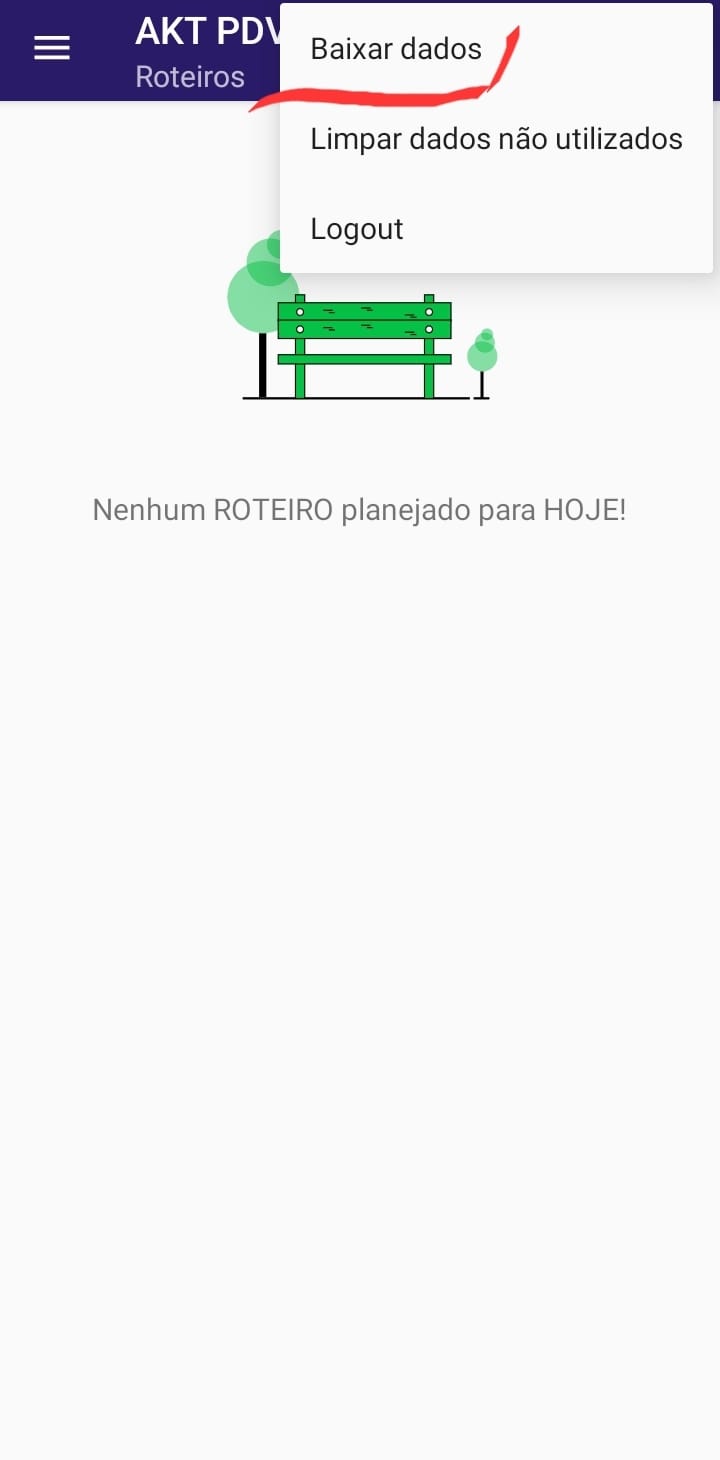 AKT PDV
Roteiros
Baixar dados
Limpar dados não utilizados
Logout
Nenhum ROTEIRO planejado para HOJE!